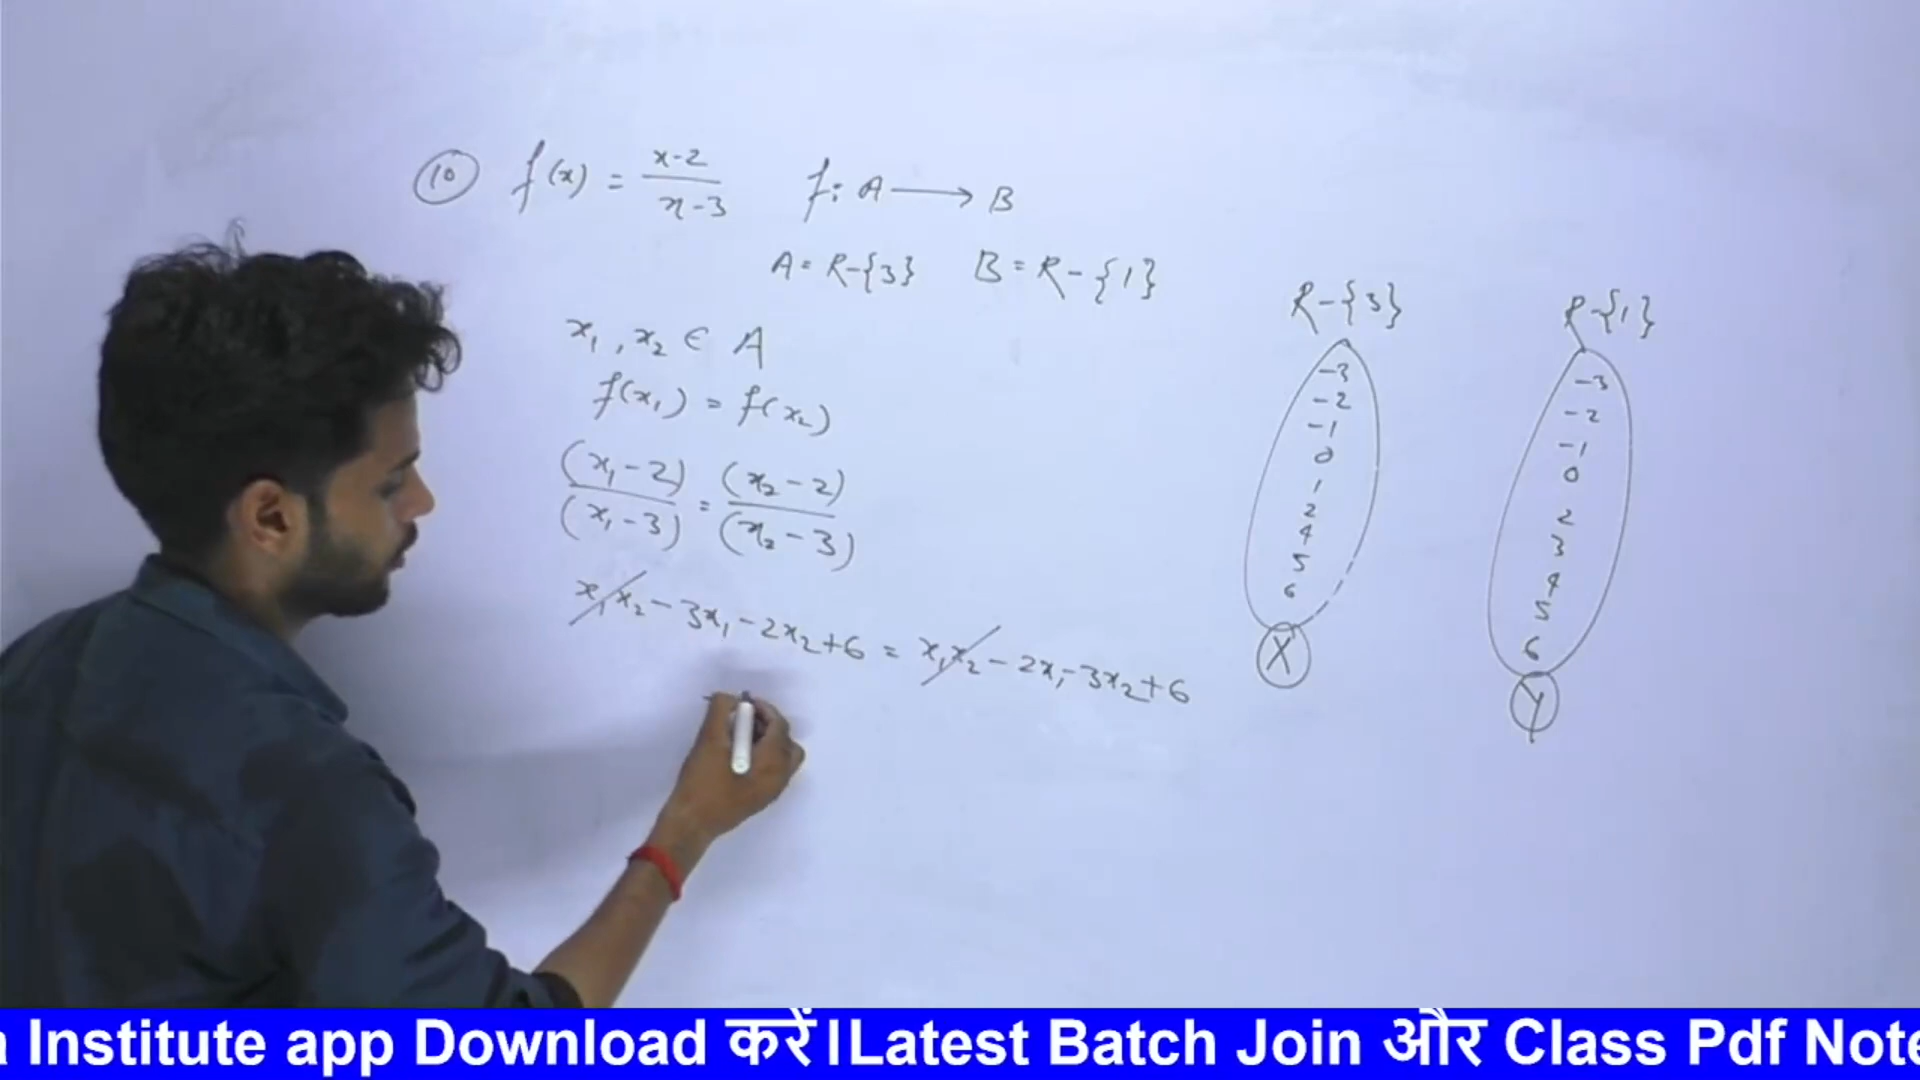 10 f(x) = x-2 / x-3 f: A → B
A = R-{3} B = R-{1}
x₁, x₂ ∈ A
f(x₁) = f(x₂)
(x₁-2) / (x₁-3) = (x₂-2) / (x₂-3)
x₁x₂ - 3x₁ - 2x₂ + 6 = x₁x₂ - 2x₁ - 3x₂ + 6
R-{3}
-3
-2
-1
0
1
2
4
5
6
X
R-{1}
-3
-2
-1
0
2
3
4
5
6
Y
Institute app Download करें।Latest Batch Join और Class Pdf Note